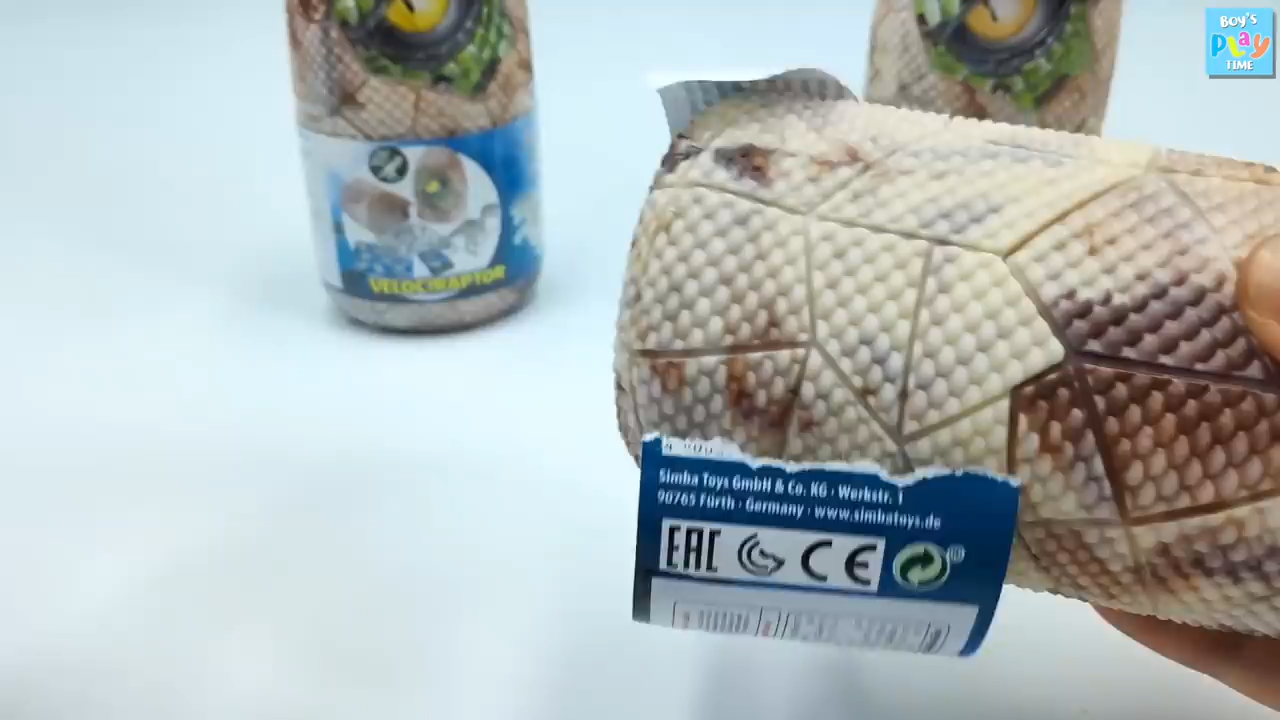 BOY'S
PLAY
TIME
VELOCIRAPTOR
Simba Toys GmbH & Co. KG · Werkstr. 1
90765 Fürth · Germany · www.simbatoys.de
EAC CE